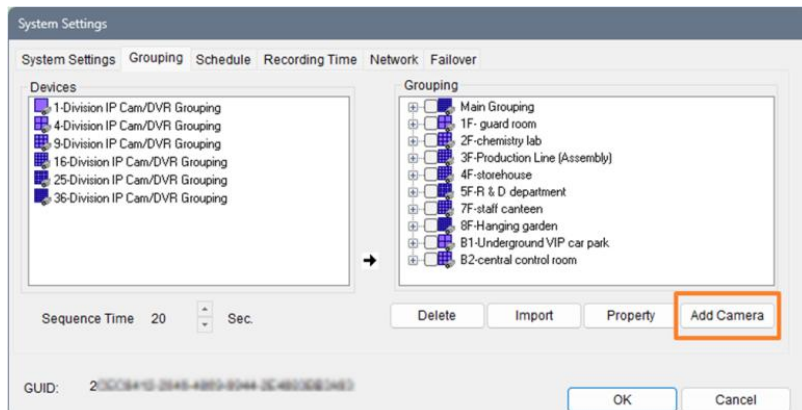 System Settings
System Settings Grouping Schedule Recording Time Network Failover
Devices
1-Division IP Cam/DVR Grouping
4-Division IP Cam/DVR Grouping
9-Division IP Cam/DVR Grouping
16-Division IP Cam/DVR Grouping
25-Division IP Cam/DVR Grouping
36-Division IP Cam/DVR Grouping
Grouping
Main Grouping
1F- guard room
2F-chemistry lab
3F-Production Line (Assembly)
4F-storehouse
5F-R & D department
7F-staff canteen
8F-Hanging garden
B1-Underground VIP car park
B2-central control room
Sequence Time 20 Sec.
Delete Import Property Add Camera
GUID:
OK Cancel